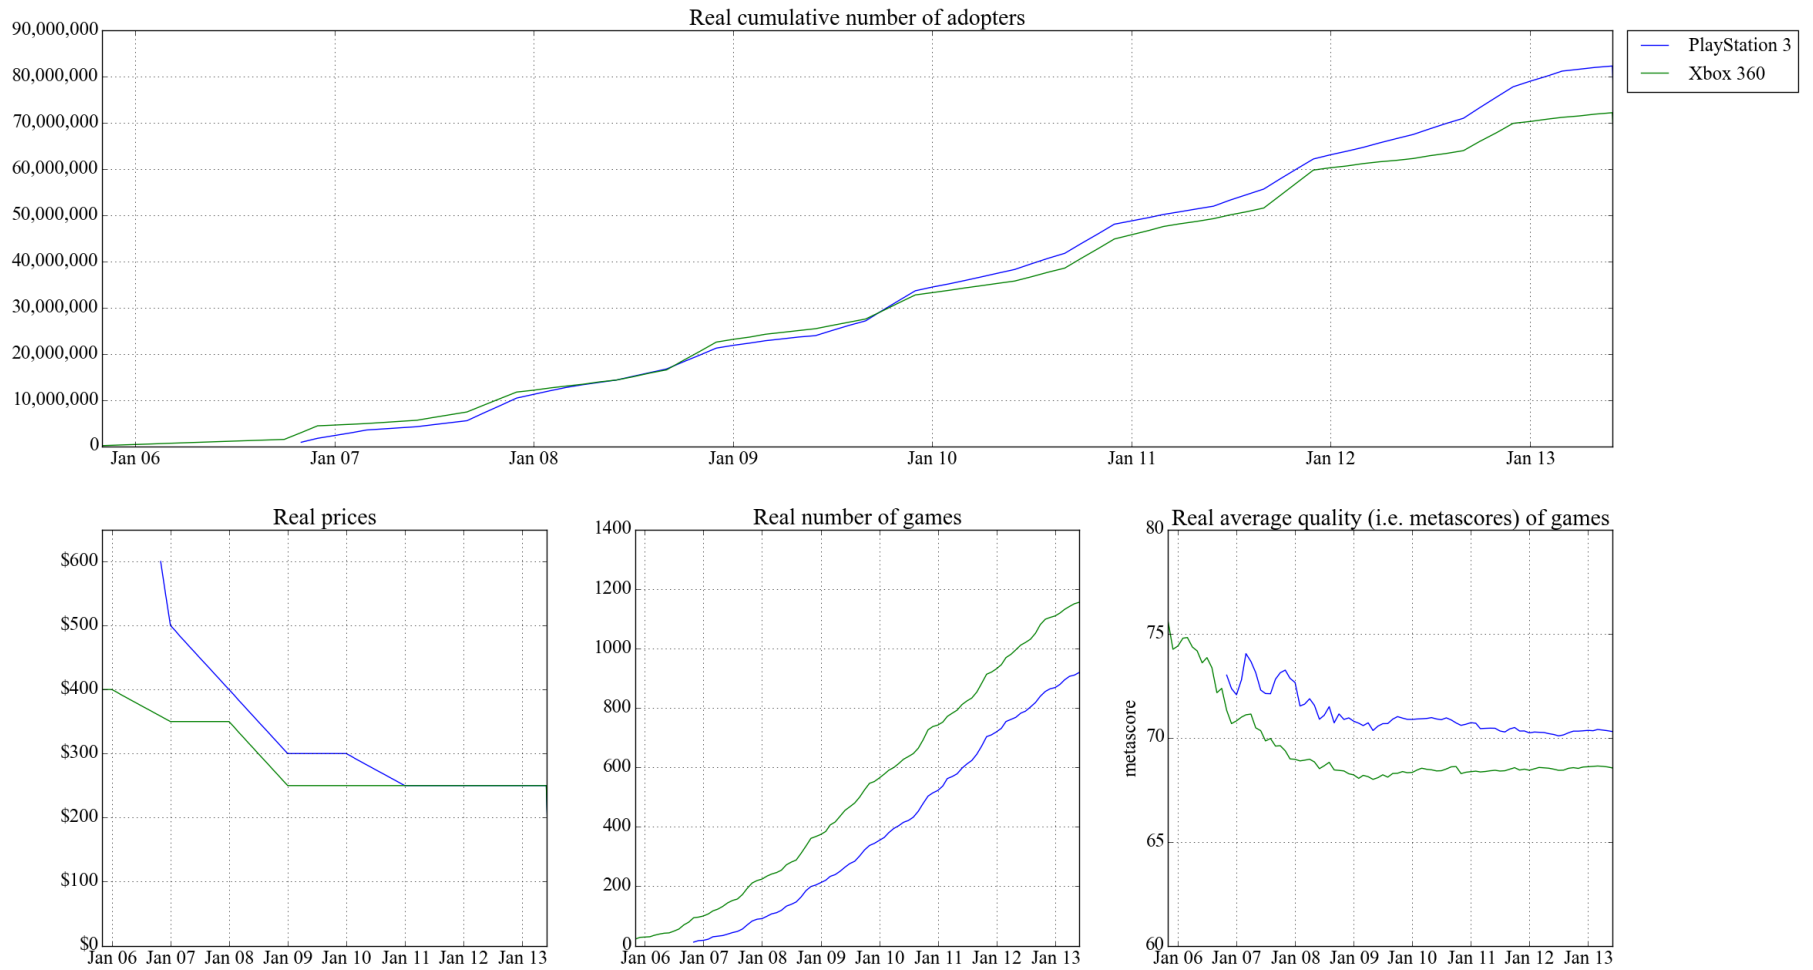 Real cumulative number of adopters
90,000,000
80,000,000
70,000,000
60,000,000
50,000,000
40,000,000
30,000,000
20,000,000
10,000,000
0
Jan 06 Jan 07 Jan 08 Jan 09 Jan 10 Jan 11 Jan 12 Jan 13
PlayStation 3
Xbox 360
Real prices
$600
$500
$400
$300
$200
$100
$0
Jan 06 Jan 07 Jan 08 Jan 09 Jan 10 Jan 11 Jan 12 Jan 13
Real number of games
1400
1200
1000
800
600
400
200
0
Jan 06 Jan 07 Jan 08 Jan 09 Jan 10 Jan 11 Jan 12 Jan 13
Real average quality (i.e. metascores) of games
metascore
80
75
70
65
60
Jan 06 Jan 07 Jan 08 Jan 09 Jan 10 Jan 11 Jan 12 Jan 13